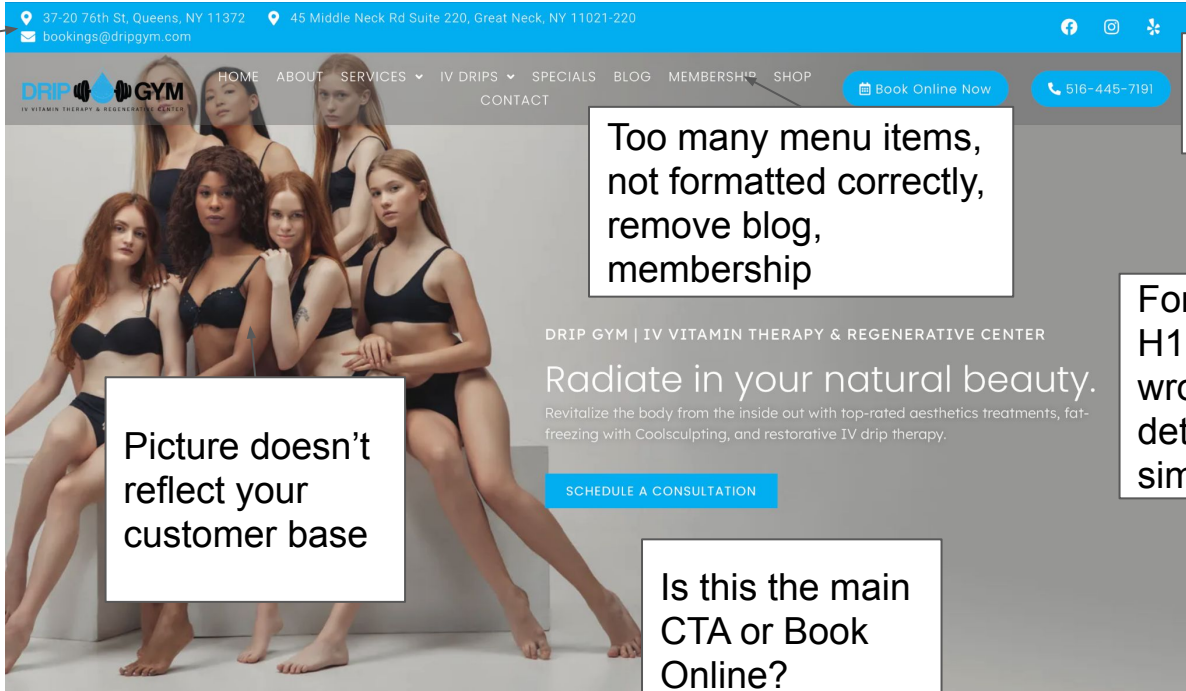 37-20 76th St, Queens, NY 11372 45 Middle Neck Rd Suite 220, Great Neck, NY 11021-220
bookings@dripgym.com
DRIP GYM
IV VITAMIN THERAPY & REGENERATIVE CENTER
HOME ABOUT SERVICES IV DRIPS SPECIALS BLOG MEMBERSHIP SHOP
CONTACT
Book Online Now
516-445-7191
Too many menu items,
not formatted correctly,
remove blog,
membership
DRIP GYM | IV VITAMIN THERAPY & REGENERATIVE CENTER
Radiate in your natural beauty.
Revitalize the body from the inside out with top-rated aesthetics treatments, fat-
freezing with Coolsculpting, and restorative IV drip therapy.
SCHEDULE A CONSULTATION
Picture doesn’t
reflect your
customer base
Is this the main
CTA or Book
Online?
H1